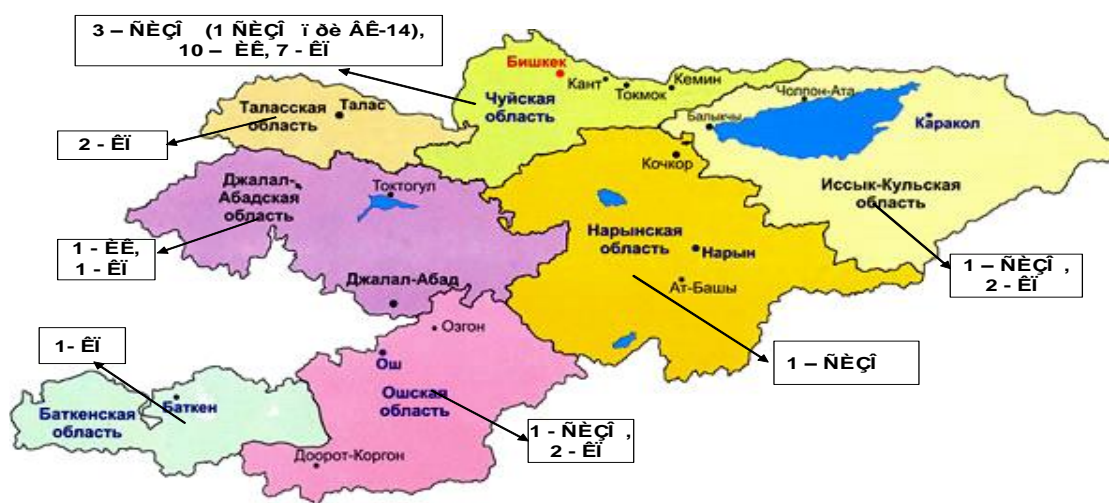 3 – ÑÈÇÎ (1 ÑÈÇÎ ï ðè ÂÊ-14),
10 – ÈÊ, 7 - ÊÏ
Бишкек
Кант
Токмок
Кемин
Чуйская
область
Чолпон-Ата
Балыкчы
Каракол
Таласская
область
Талас
2 - ÊÏ
Кочкор
Иссык-Кульская
область
Джалал-
Абадская
область
Токтогул
Нарынская
область
Нарын
1 - ÈÊ,
1 - ÊÏ
Джалал-Абад
Ат-Башы
1 – ÑÈÇÎ ,
2 - ÊÏ
Озгон
1- ÊÏ
Ош
1 – ÑÈÇÎ
Баткен
Баткенская
область
Ошская
область
1 - ÑÈÇÎ ,
2 - ÊÏ
Доорот-Коргон